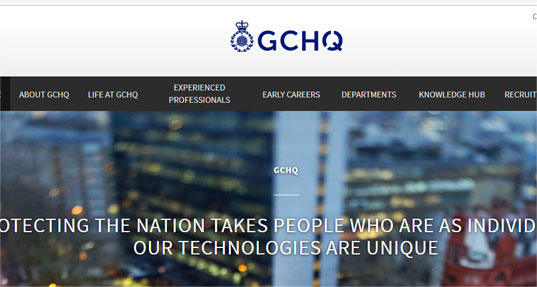 GCHQ
ABOUT GCHQ
LIFE AT GCHQ
EXPERIENCED
PROFESSIONALS
EARLY CAREERS
DEPARTMENTS
KNOWLEDGE HUB
RECRUIT
GCHQ
OTECTING THE NATION TAKES PEOPLE WHO ARE AS INDIVID
OUR TECHNOLOGIES ARE UNIQUE